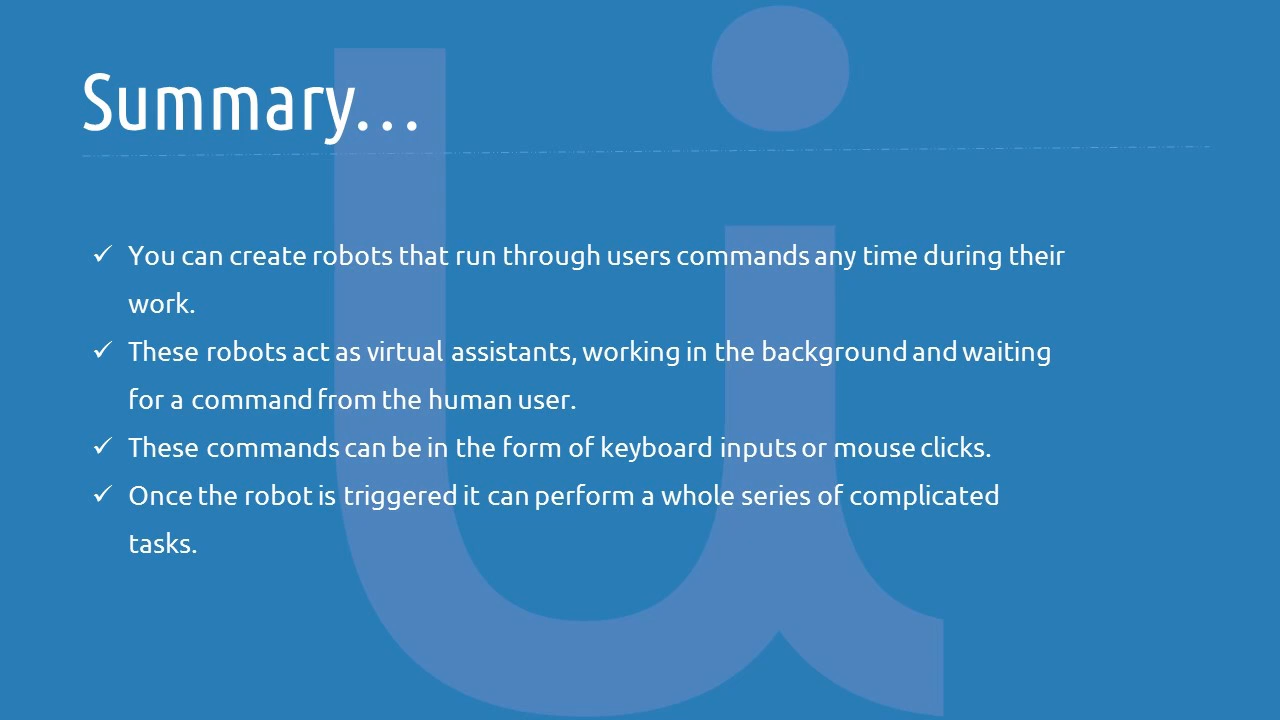 Summary...
✓ You can create robots that run through users commands any time during their
work.
✓ These robots act as virtual assistants, working in the background and waiting
for a command from the human user.
✓ These commands can be in the form of keyboard inputs or mouse clicks.
✓ Once the robot is triggered it can perform a whole series of complicated
tasks.